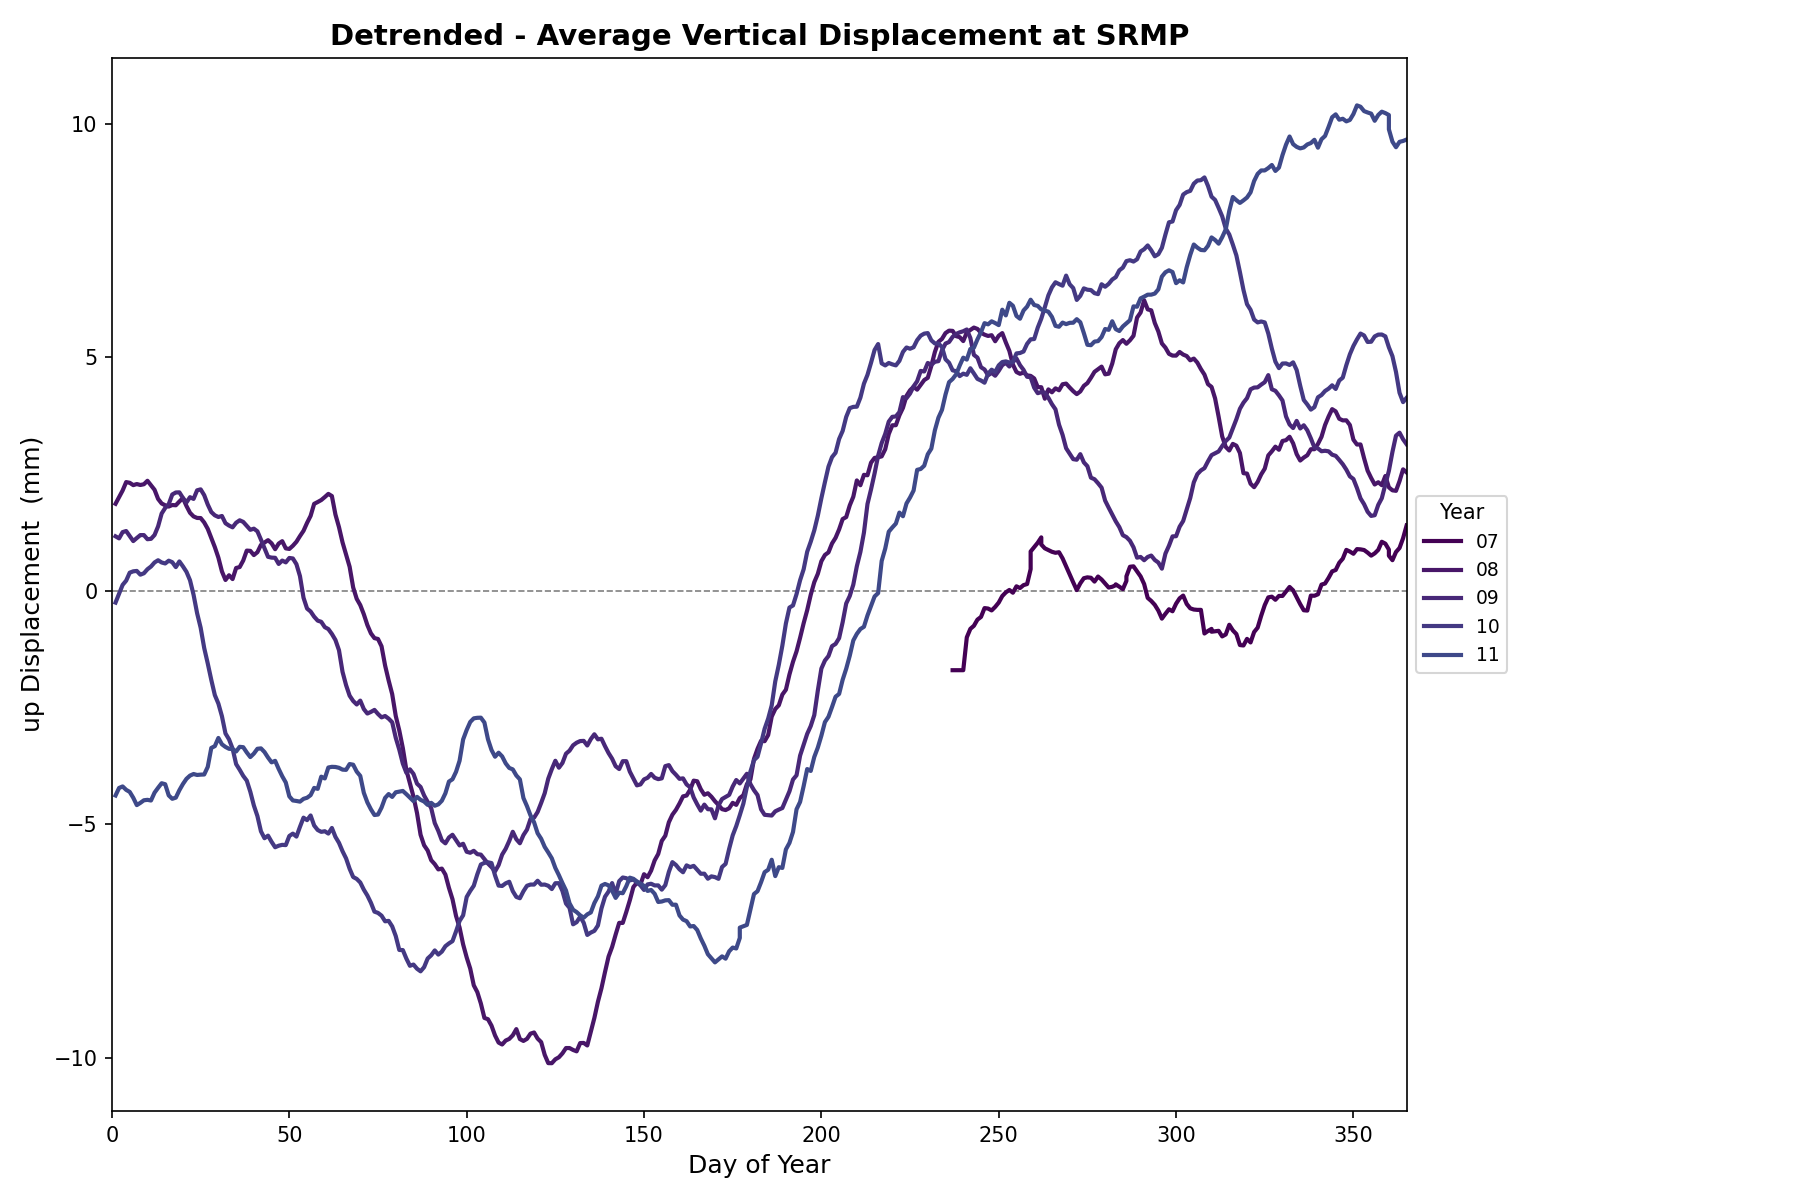 Detrended - Average Vertical Displacement at SRMP
10
5
0
−5
−10
up Displacement (mm)
0 50 100 150 200 250 300 350
Day of Year
Year
07
08
09
10
11